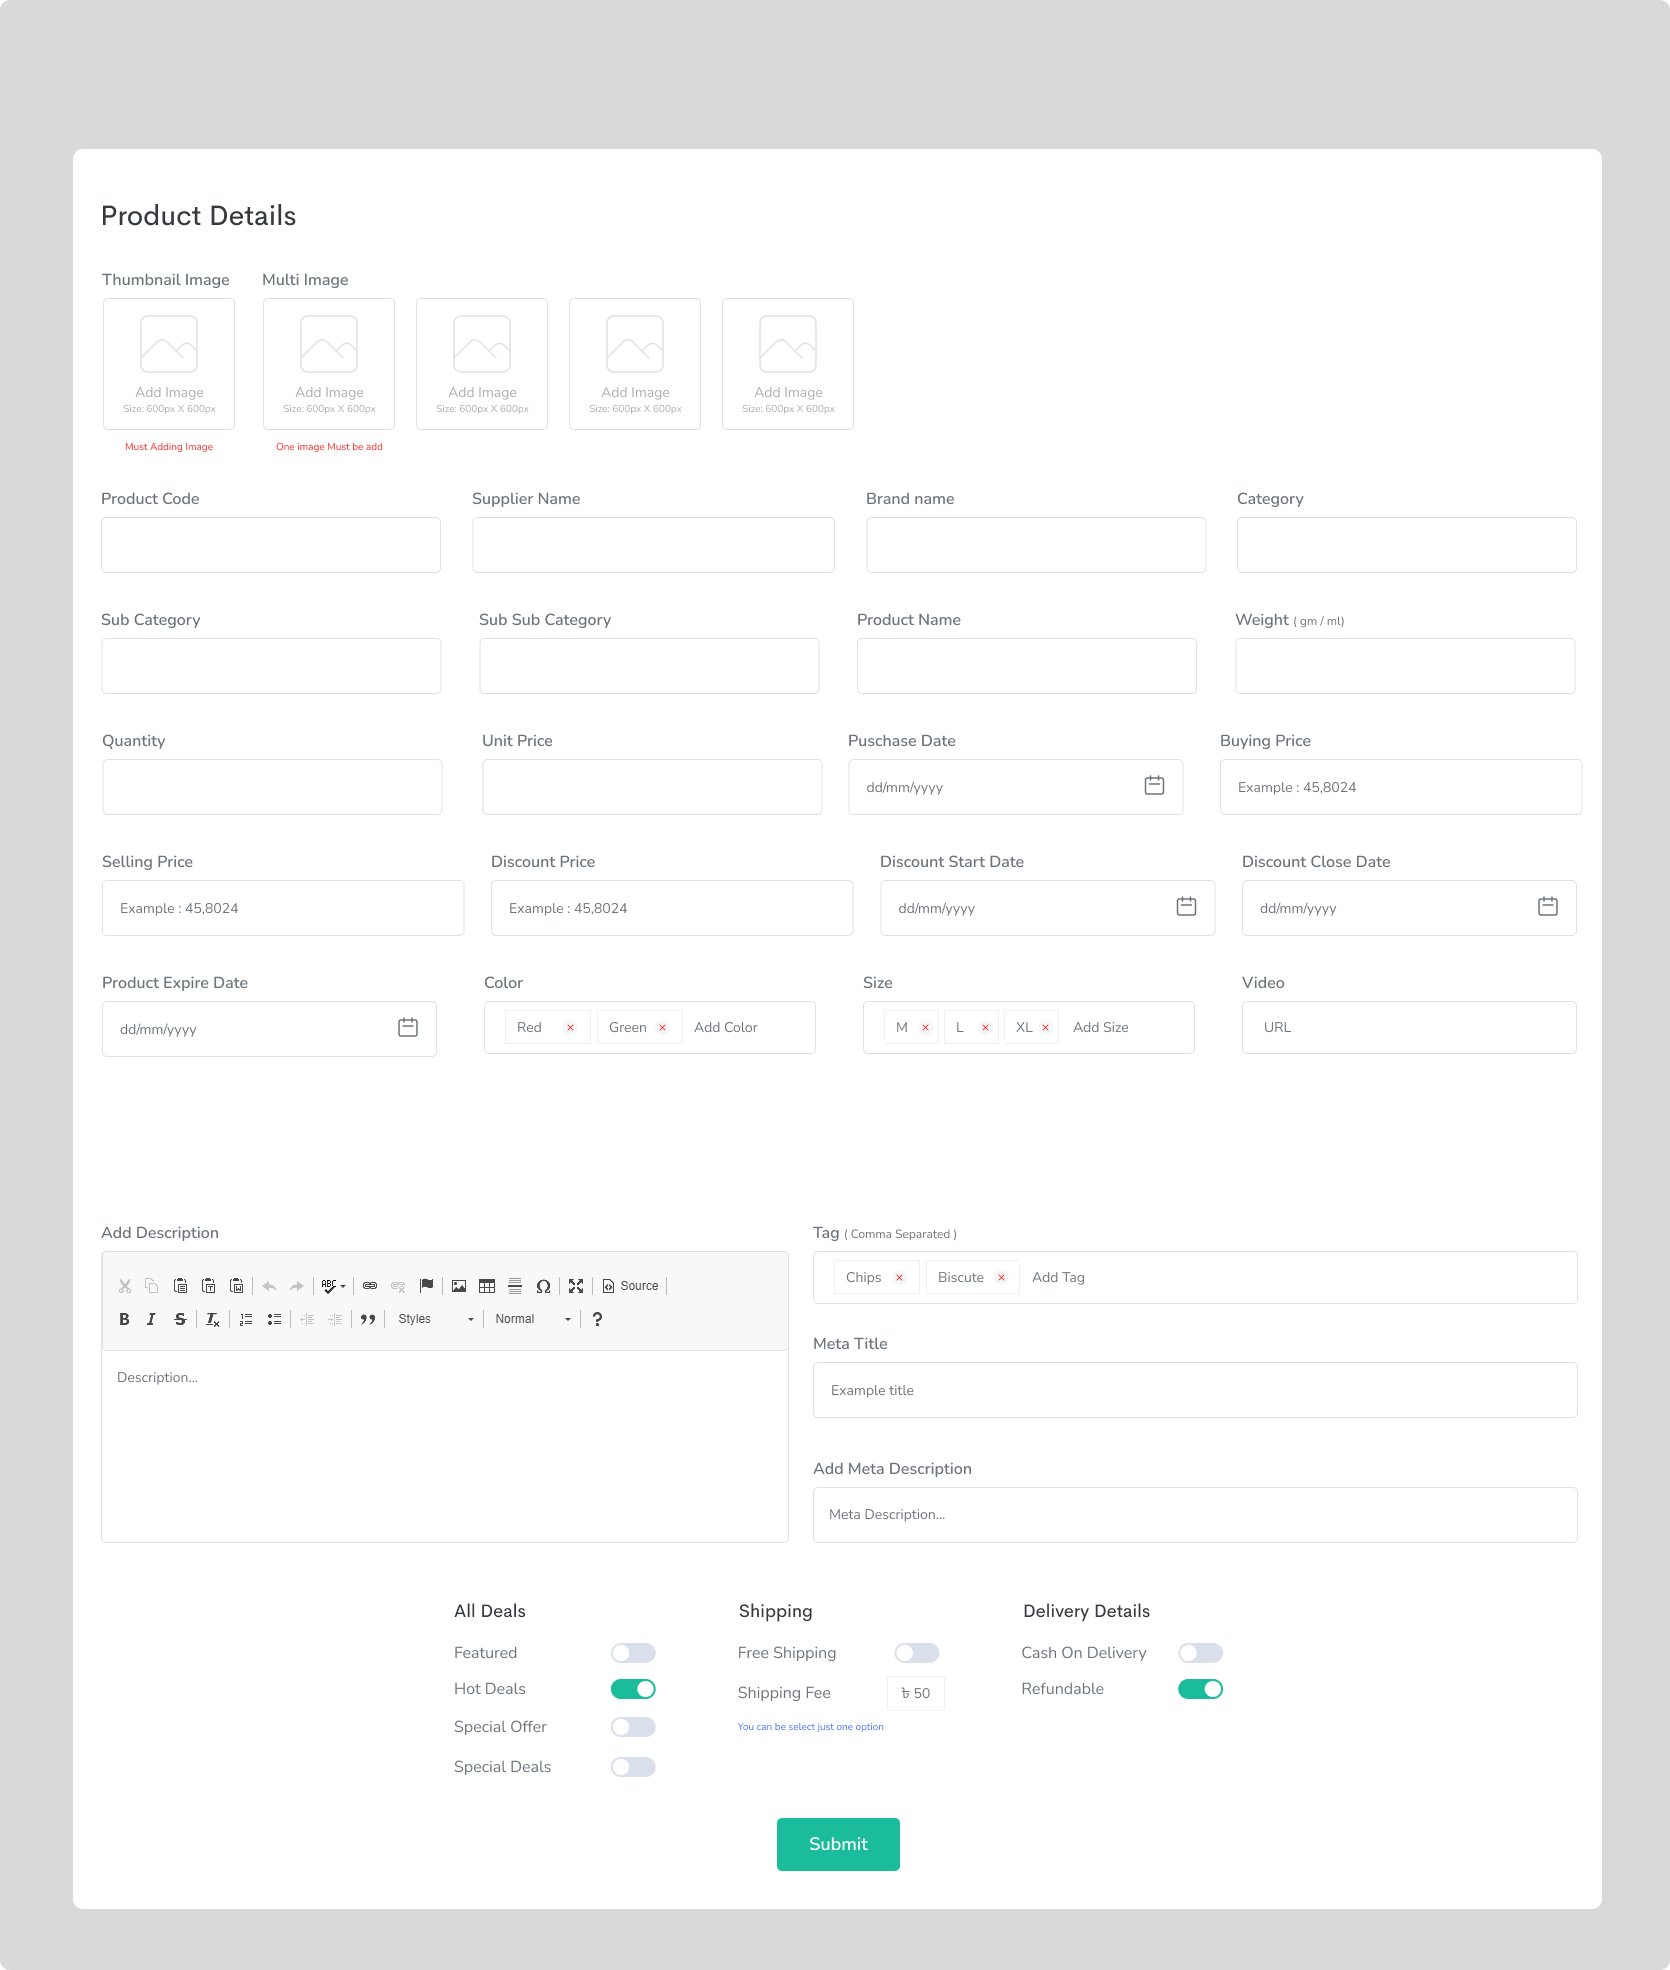 Product Details
Thumbnail Image Multi Image
Add Image Add Image Add Image Add Image Add Image
Size: 600px X 600px Size: 600px X 600px Size: 600px X 600px Size: 600px X 600px Size: 600px X 600px
Must Adding Image One image Must be add
Product Code Supplier Name Brand name Category
Sub Category Sub Sub Category Product Name Weight ( gm / ml)
Quantity Unit Price Puschase Date Buying Price
dd/mm/yyyy Example : 45,8024
Selling Price Discount Price Discount Start Date Discount Close Date
Example : 45,8024 Example : 45,8024 dd/mm/yyyy dd/mm/yyyy
Product Expire Date Color Size Video
dd/mm/yyyy Red × Green × Add Color M × L × XL × Add Size URL
Add Description Tag ( Comma Separated )
Chips × Biscute × Add Tag
ABC Ω Source
B I S Tx Styles Normal ?
Meta Title
Description...
Example title
Add Meta Description
Meta Description...
All Deals Shipping Delivery Details
Featured Free Shipping Cash On Delivery
Hot Deals Shipping Fee ৳ 50 Refundable
Special Offer You can be select just one option
Special Deals
Submit